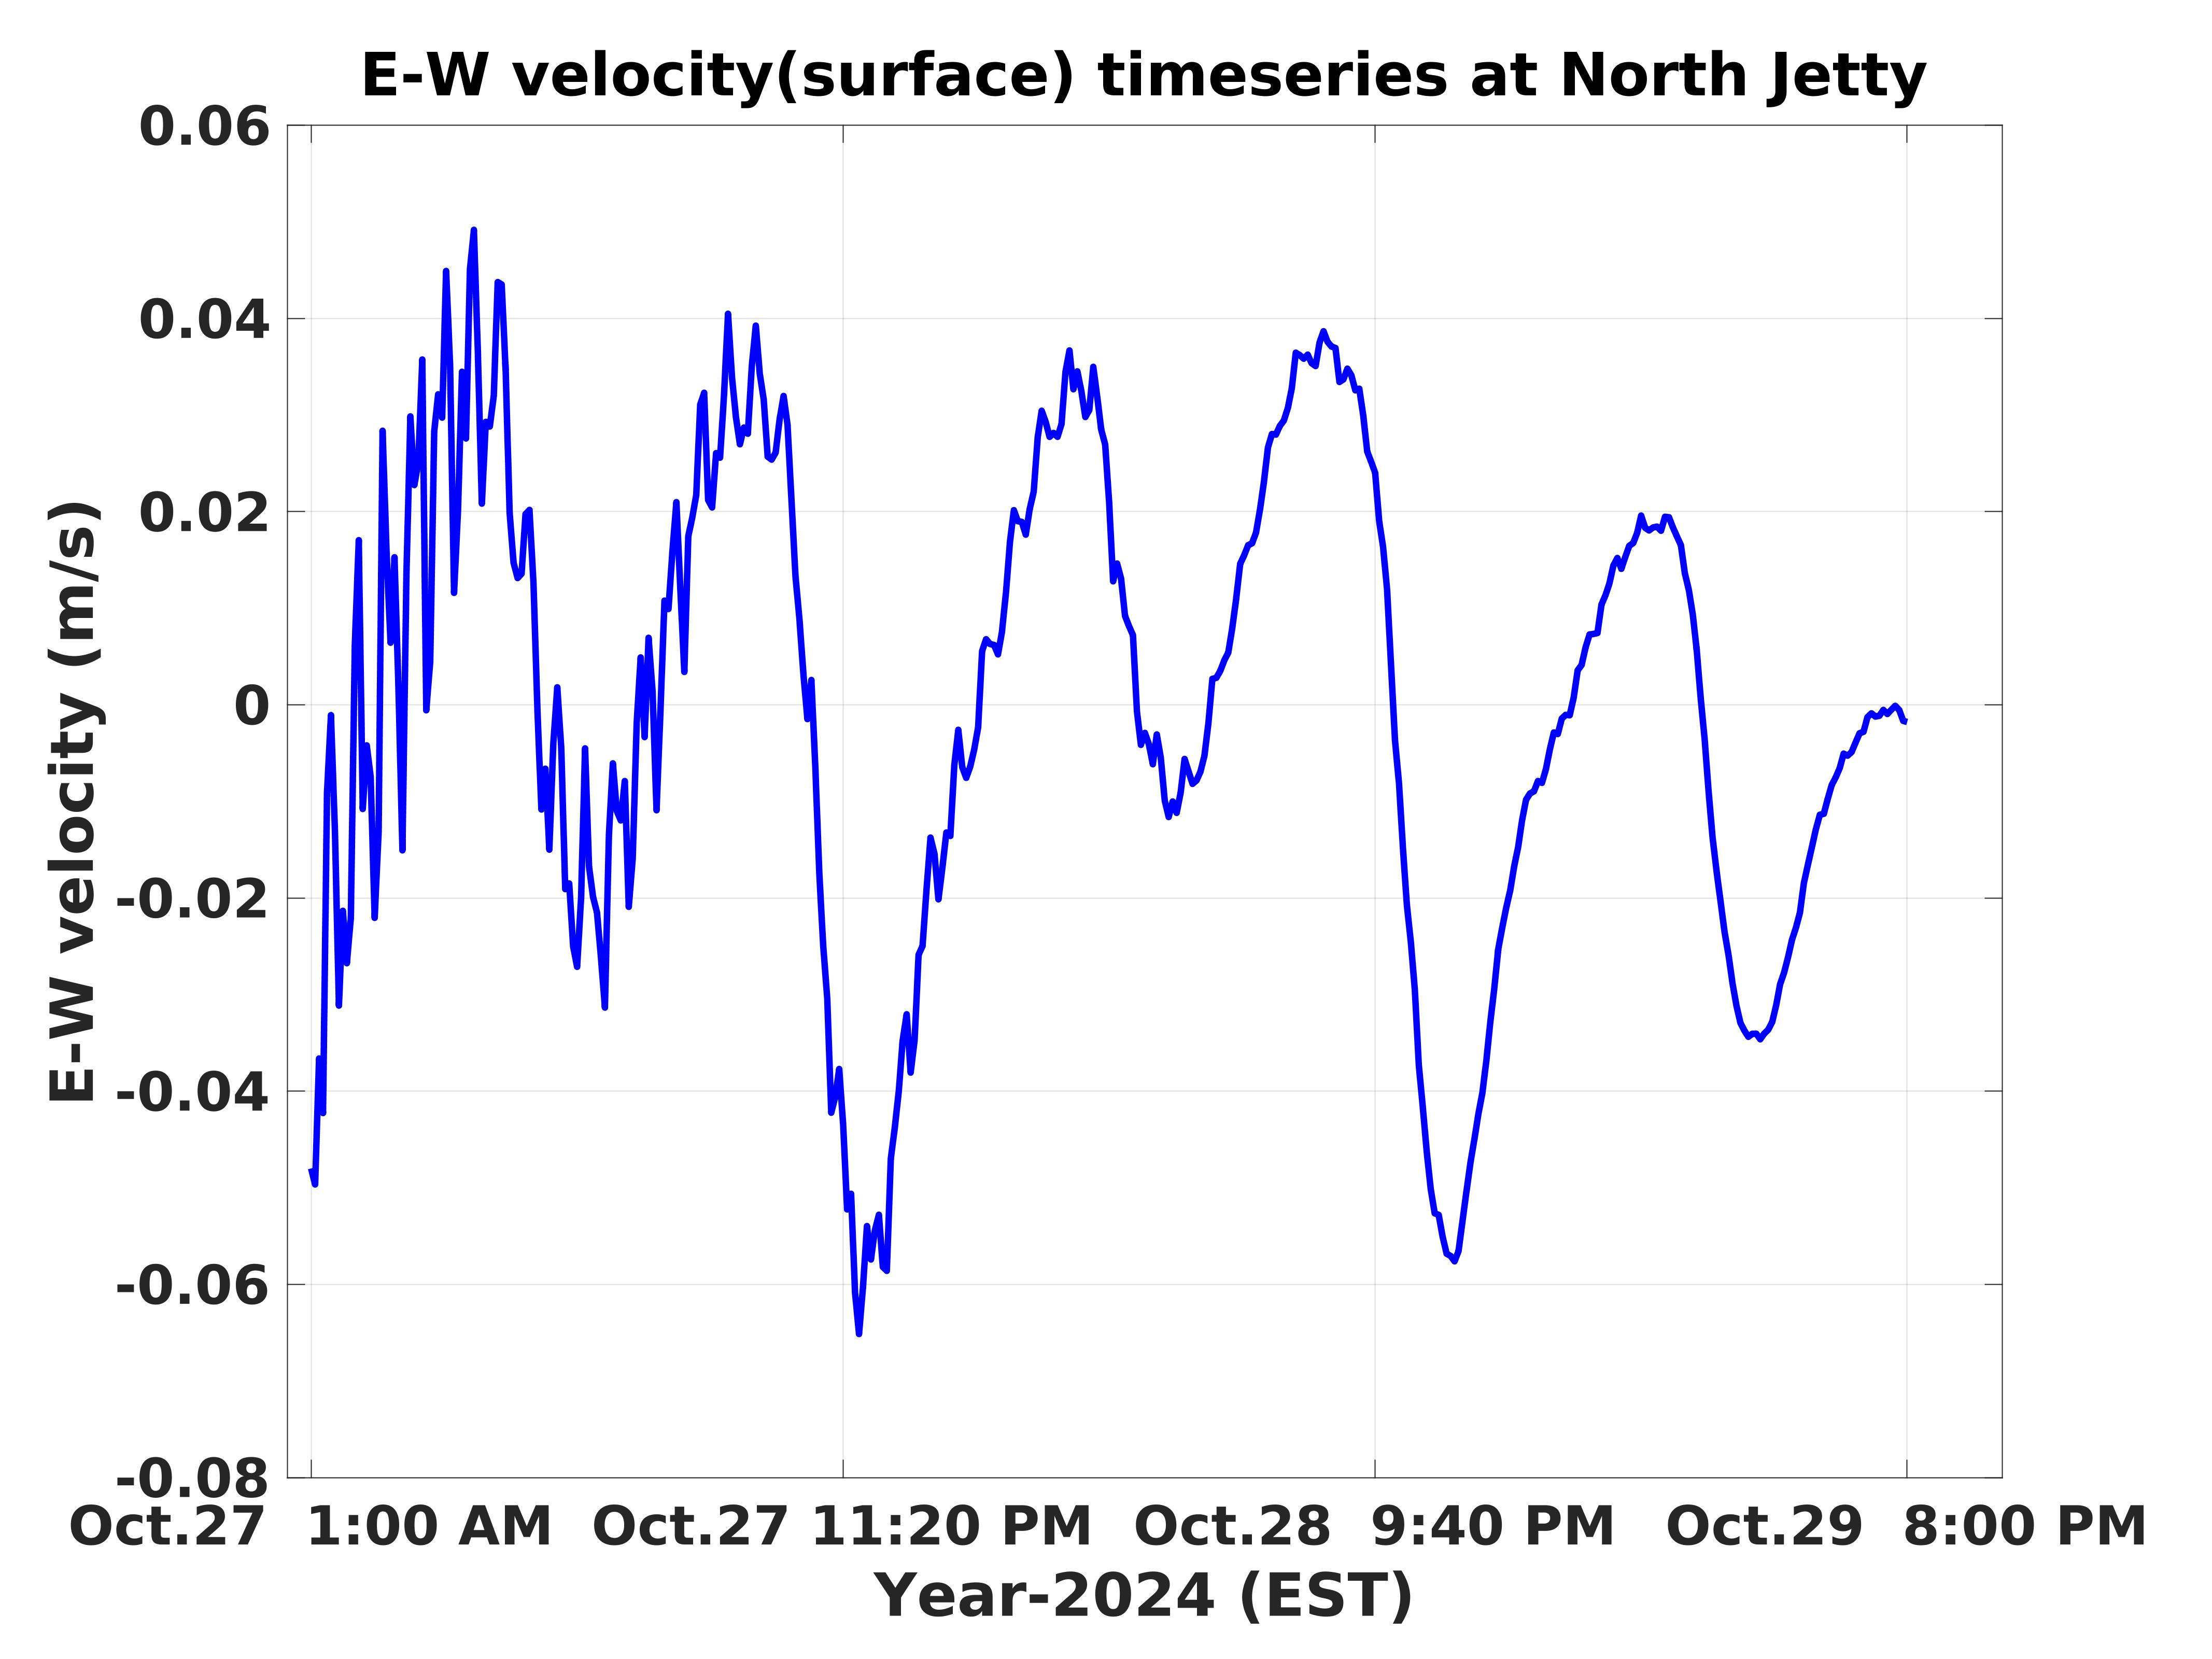 E-W velocity(surface) timeseries at North Jetty
0.06
0.04
0.02
0
-0.02
-0.04
-0.06
-0.08
E-W velocity (m/s)
Oct.27 1:00 AM Oct.27 11:20 PM Oct.28 9:40 PM Oct.29 8:00 PM
Year-2024 (EST)